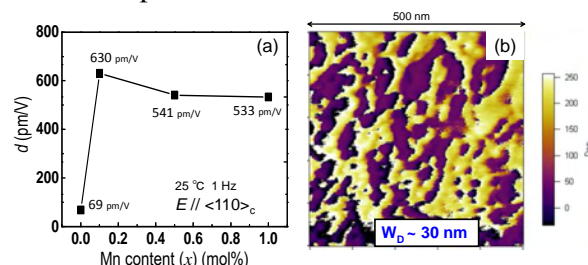 800
600
400
200
0
d (pm/V)
(a)
630 pm/V
541 pm/V
533 pm/V
69 pm/V
25 °C 1 Hz
E // <110>c
0.0 0.2 0.4 0.6 0.8 1.0
Mn content (x) (mol%)
500 nm
(b)
W_D ~ 30 nm
250
200
150
100
50
0